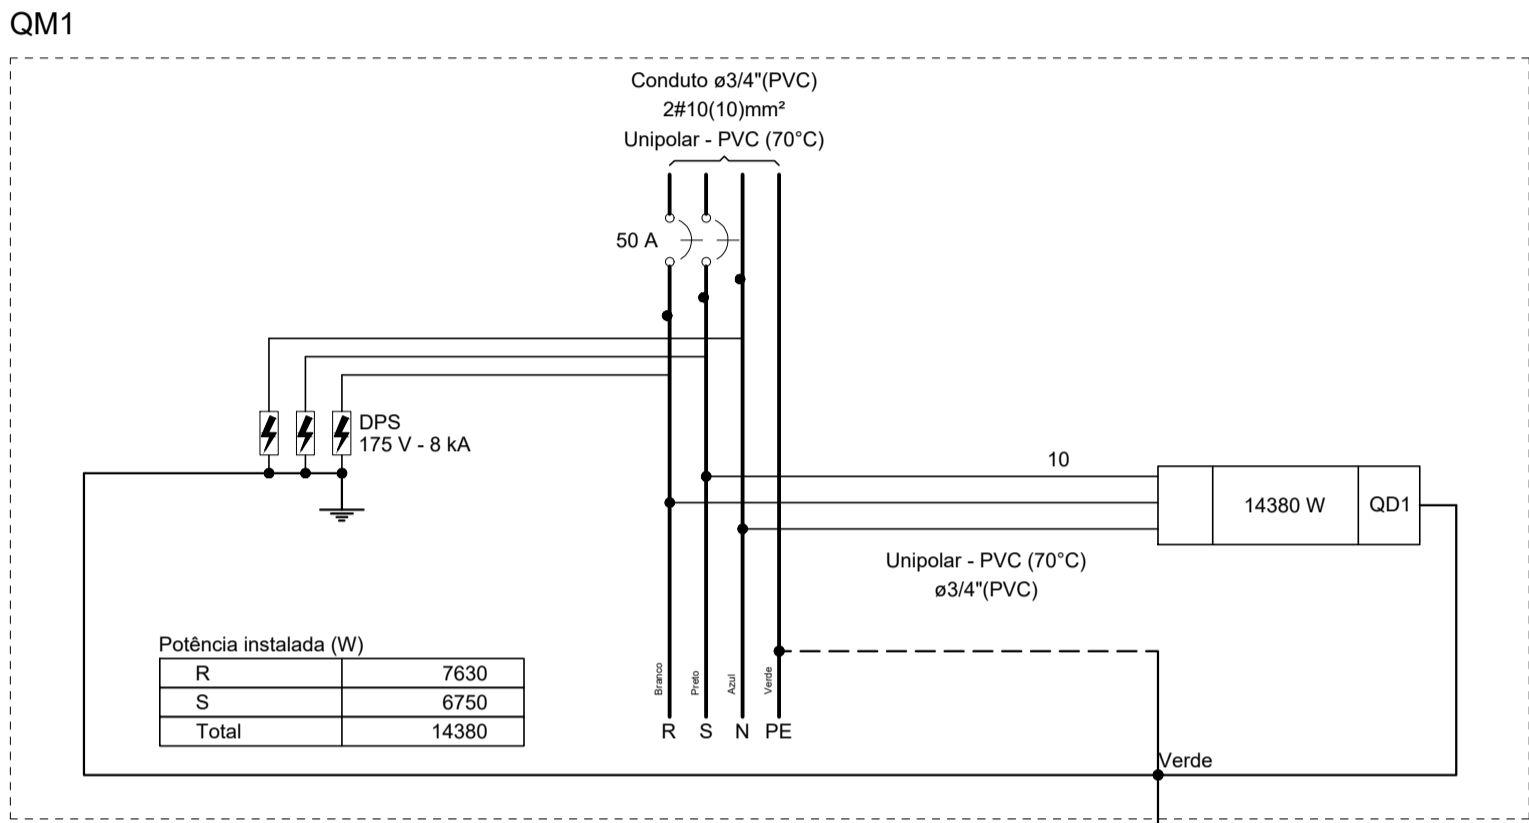 QM1
Conduto ø3/4"(PVC)
2#10(10)mm²
Unipolar - PVC (70°C)
50 A
DPS
175 V - 8 kA
10
14380 W
QD1
Unipolar - PVC (70°C)
ø3/4"(PVC)
Potência instalada (W)
R 7630
S 6750
Total 14380
Branco
Preto
Azul
Verde
R S N PE
Verde